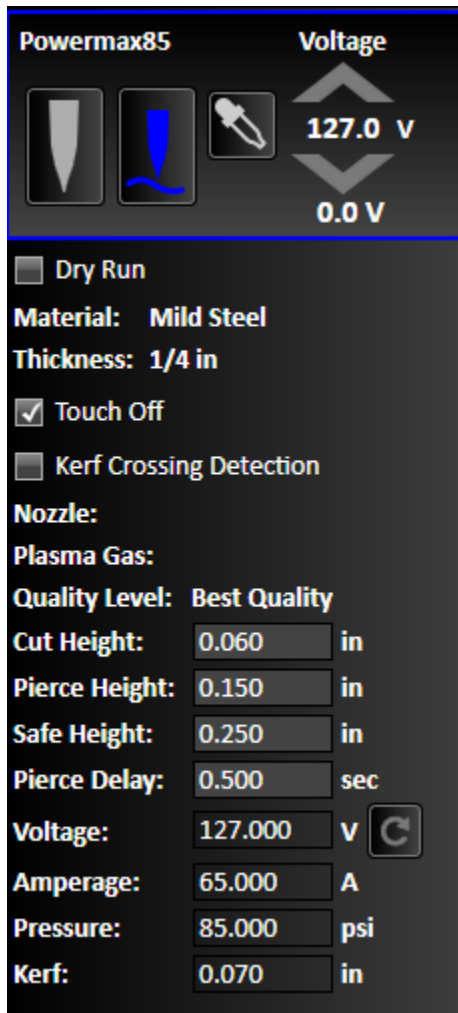 Powermax85 Voltage
127.0 V
0.0 V
Dry Run
Material: Mild Steel
Thickness: 1/4 in
Touch Off
Kerf Crossing Detection
Nozzle:
Plasma Gas:
Quality Level: Best Quality
Cut Height: 0.060 in
Pierce Height: 0.150 in
Safe Height: 0.250 in
Pierce Delay: 0.500 sec
Voltage: 127.000 V
Amperage: 65.000 A
Pressure: 85.000 psi
Kerf: 0.070 in